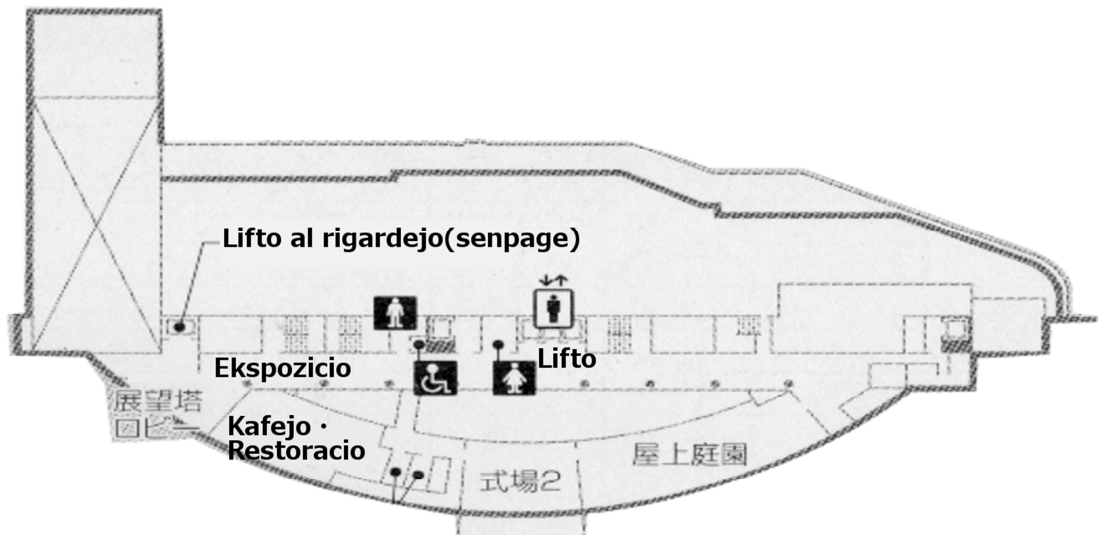 Lifto al rigardejo(senpage)
Lifto
Ekspozicio
展望塔
ロビー
Kafejo・
Restoracio
屋上庭園
式場2